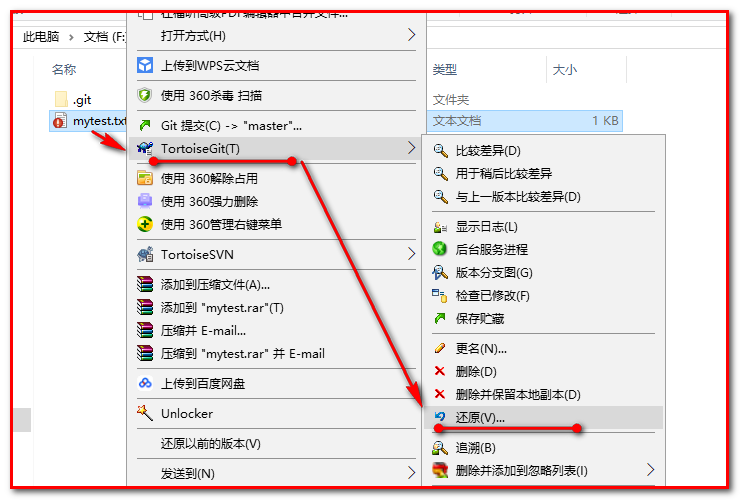 在福昕高级PDF编辑器中合并文件...
此电脑 > 文档 (F:
打开方式(H)
名称
类型
大小
上传到WPS云文档
.git
文件夹
使用 360杀毒 扫描
mytest.txt
文本文档
1 KB
Git 提交(C) -> "master"...
TortoiseGit(T)
使用 360解除占用
使用 360强力删除
使用 360管理右键菜单
TortoiseSVN
添加到压缩文件(A)...
添加到 "mytest.rar"(T)
压缩并 E-mail...
压缩到 "mytest.rar" 并 E-mail
上传到百度网盘
Unlocker
还原以前的版本(V)
发送到(N)
比较差异(D)
用于稍后比较差异
与上一版本比较差异(D)
显示日志(L)
后台服务进程
版本分支图(G)
检查已修改(F)
保存贮藏
更名(N)...
删除(D)
删除并保留本地副本(D)
还原(V)...
追溯(B)
删除并添加到忽略列表(I)